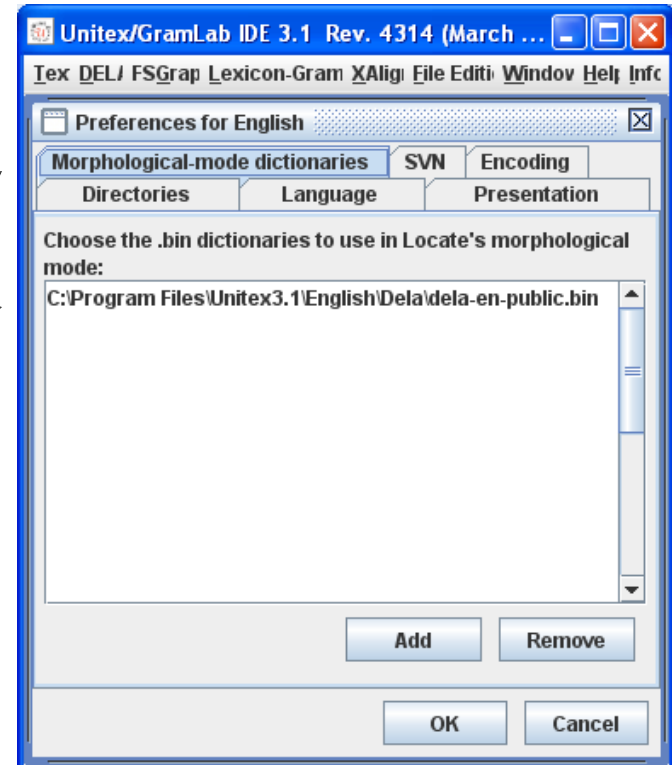 Unitex/GramLab IDE 3.1 Rev. 4314 (March ...
Tex DEL/ FSGrap Lexicon-Gram XAlig File Editi Windov Help Info
Preferences for English
Morphological-mode dictionaries SVN Encoding
Directories Language Presentation
Choose the .bin dictionaries to use in Locate's morphological
mode:
C:\Program Files\Unitex3.1\English\Dela\dela-en-public.bin
Add Remove
OK Cancel